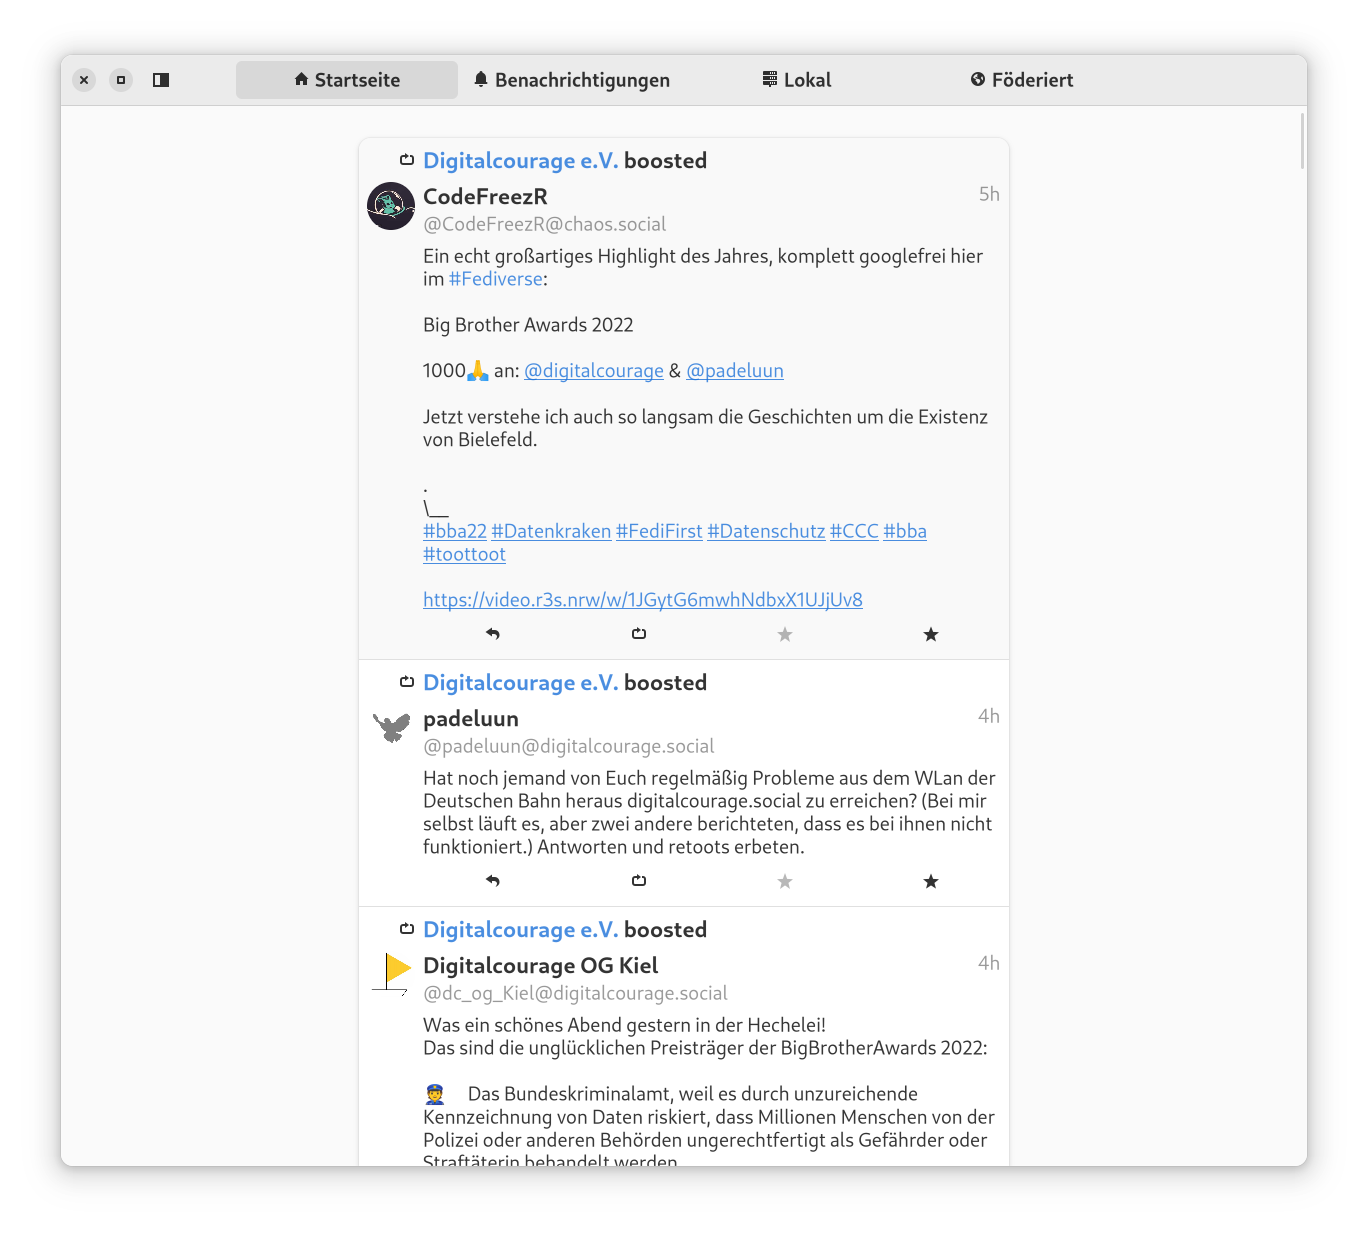 Startseite
Benachrichtigungen
Lokal
Föderiert
Digitalcourage e.V. boosted
CodeFreezR
5h
@CodeFreezR@chaos.social
Ein echt großartiges Highlight des Jahres, komplett googlefrei hier
im #Fediverse:
Big Brother Awards 2022
1000🙏 an: @digitalcourage & @padeluun
Jetzt verstehe ich auch so langsam die Geschichten um die Existenz
von Bielefeld.
.
\__
#bba22 #Datenkraken #FediFirst #Datenschutz #CCC #bba
#toottoot
https://video.r3s.nrw/w/1JGytG6mwhNdbxX1UJjUv8
Digitalcourage e.V. boosted
padeluun
4h
@padeluun@digitalcourage.social
Hat noch jemand von Euch regelmäßig Probleme aus dem WLan der
Deutschen Bahn heraus digitalcourage.social zu erreichen? (Bei mir
selbst läuft es, aber zwei andere berichteten, dass es bei ihnen nicht
funktioniert.) Antworten und retoots erbeten.
Digitalcourage e.V. boosted
Digitalcourage OG Kiel
4h
@dc_og_Kiel@digitalcourage.social
Was ein schönes Abend gestern in der Hechelei!
Das sind die unglücklichen Preisträger der BigBrotherAwards 2022:
👮 Das Bundeskriminalamt, weil es durch unzureichende
Kennzeichnung von Daten riskiert, dass Millionen Menschen von der
Polizei oder anderen Behörden ungerechtfertigt als Gefährder oder
Straftäterin behandelt werden